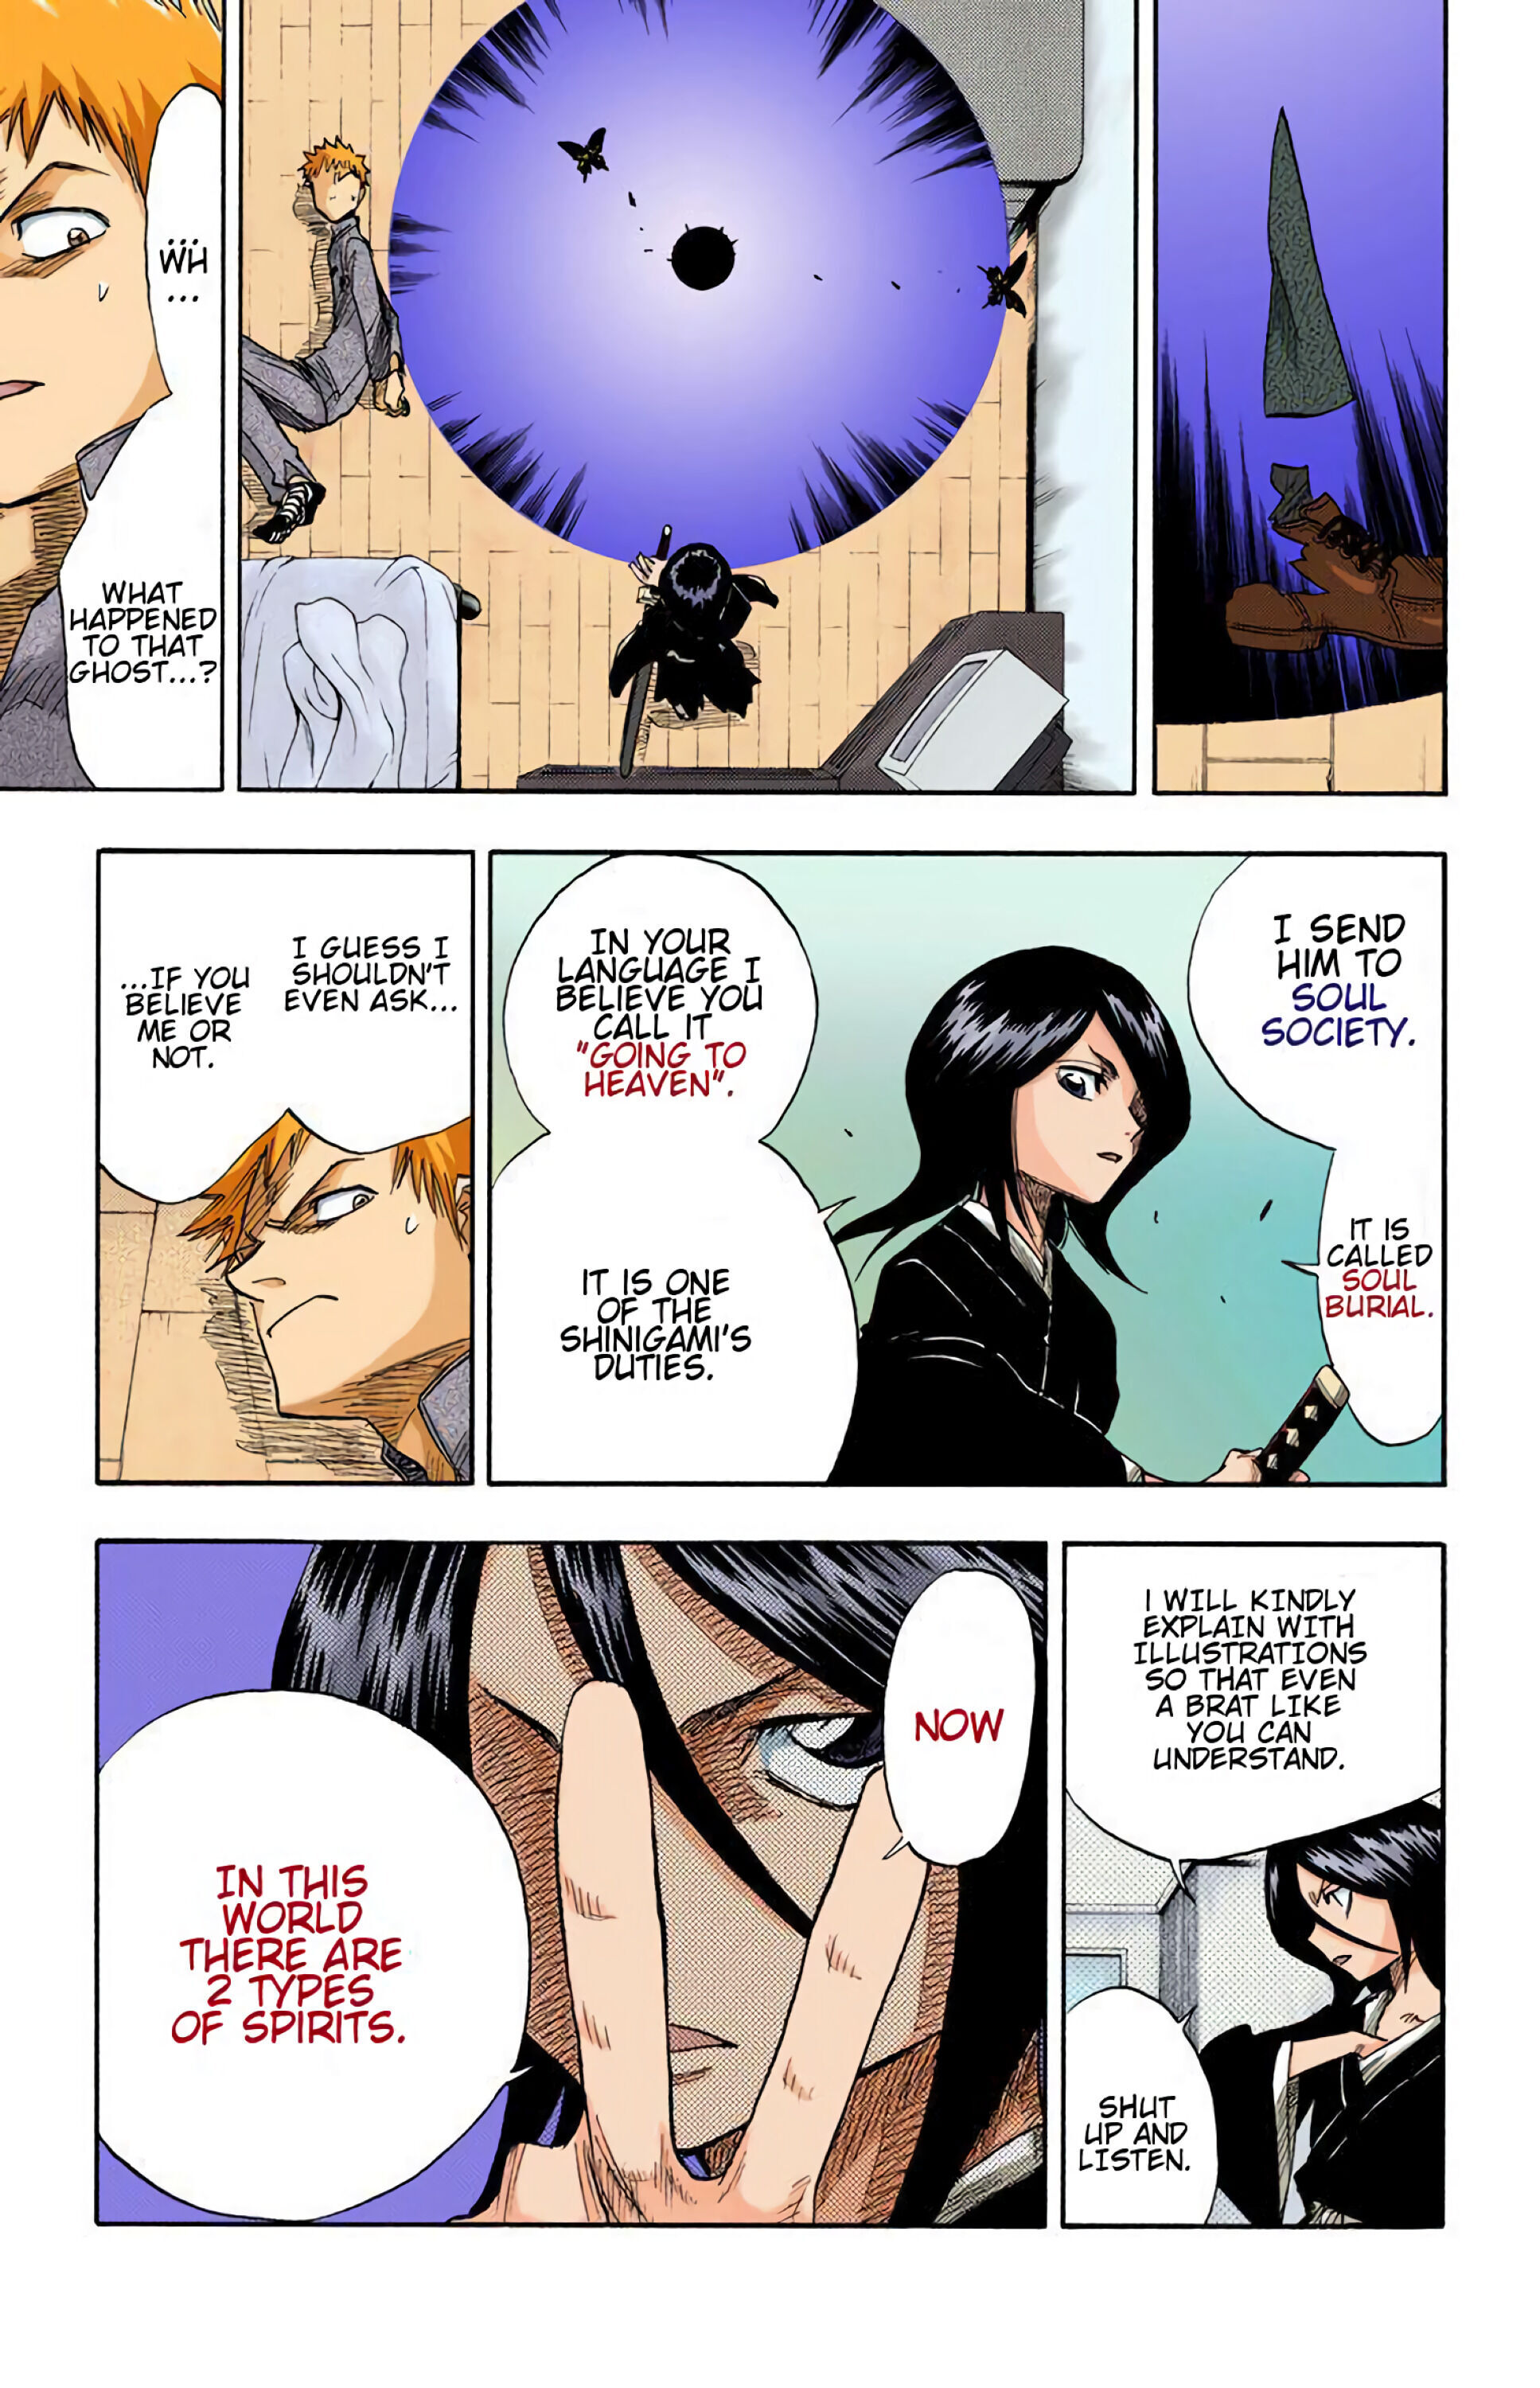 ...WH
...
WHAT
HAPPENED
TO THAT
GHOST...?
I SEND
HIM TO
SOUL
SOCIETY.
IT IS
CALLED
SOUL
BURIAL.
IN YOUR
LANGUAGE I
BELIEVE YOU
CALL IT
"GOING TO
HEAVEN".
IT IS ONE
OF THE
SHINIGAMI'S
DUTIES.
I GUESS I
SHOULDN'T
EVEN ASK...
...IF YOU
BELIEVE
ME OR
NOT.
I WILL KINDLY
EXPLAIN WITH
ILLUSTRATIONS
SO THAT EVEN
A BRAT LIKE
YOU CAN
UNDERSTAND.
SHUT
UP AND
LISTEN.
NOW
IN THIS
WORLD
THERE ARE
2 TYPES
OF SPIRITS.